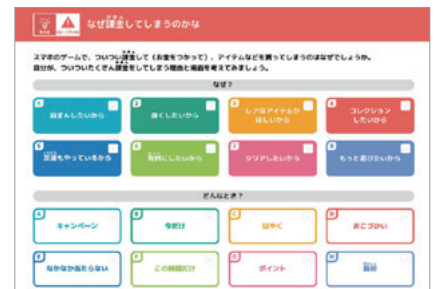 なぜ課金してしまうのかな
スマホのゲームで、ついつい課金して（お金をつかって）、アイテムなどを買ってしまうのはなぜでしょうか。
自分が、ついついたくさん課金をしてしまう理由と場面を考えてみましょう。
なぜ？
1 自まんしたいから
2 強くしたいから
3 レアなアイテムがほしいから
4 コレクションしたいから
5 友達もやっているから
6 有利にしたいから
7 クリアしたいから
8 もっと遊びたいから
どんなとき？
A キャンペーン
B 今だけ
C はやく
D おこづかい
E なかなか当たらない
F この時間だけ
G ポイント
H